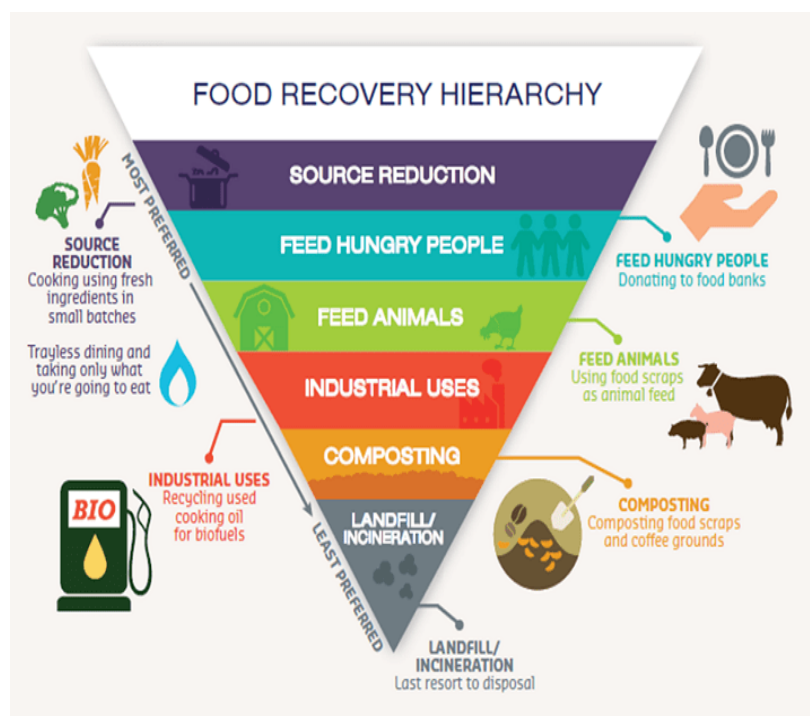 FOOD RECOVERY HIERARCHY
MOST PREFERRED
SOURCE REDUCTION
FEED HUNGRY PEOPLE
FEED ANIMALS
INDUSTRIAL USES
COMPOSTING
LANDFILL/
INCINERATION
LEAST PREFERRED
SOURCE
REDUCTION
Cooking using fresh
ingredients in
small batches
Trayless dining and
taking only what
you're going to eat
FEED HUNGRY PEOPLE
Donating to food banks
FEED ANIMALS
Using food scraps
as animal feed
INDUSTRIAL USES
Recycling used
cooking oil
for biofuels
BIO
COMPOSTING
Composting food scraps
and coffee grounds
LANDFILL/
INCINERATION
Last resort to disposal